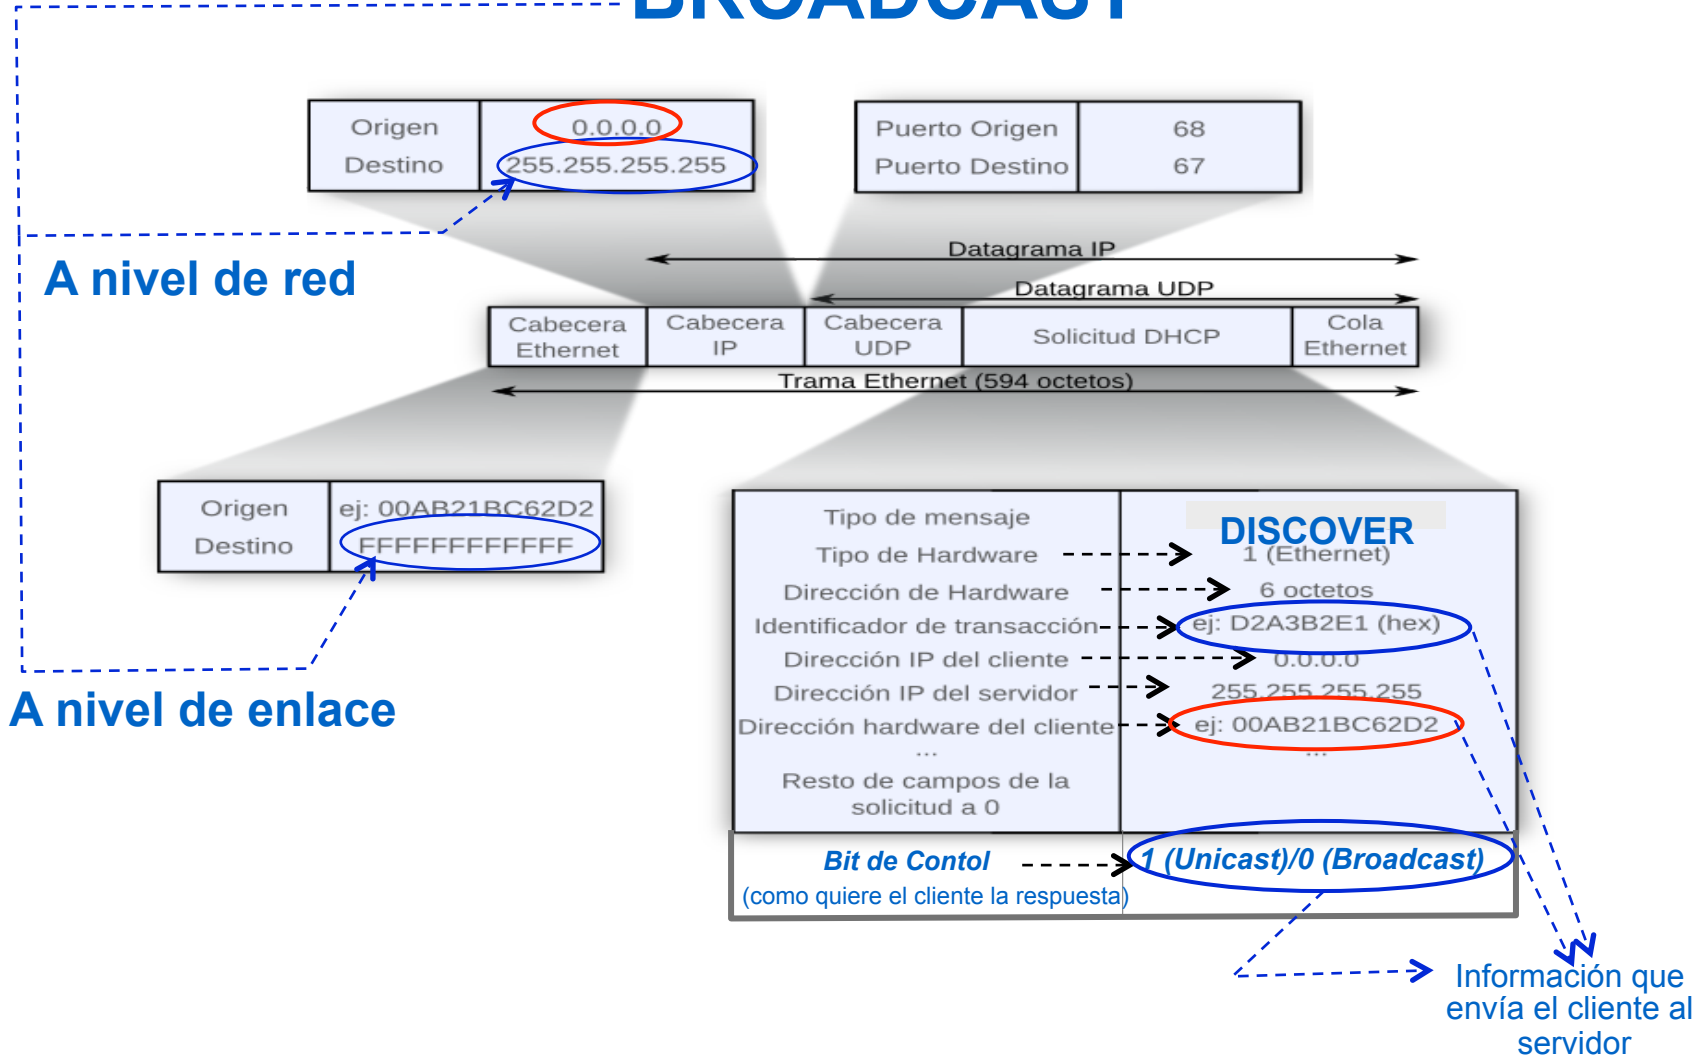 BROADCAST
Origen 0.0.0.0
Destino 255.255.255.255
Puerto Origen 68
Puerto Destino 67
A nivel de red
Datagrama IP
Datagrama UDP
Cabecera
Ethernet
Cabecera
IP
Cabecera
UDP
Solicitud DHCP
Cola
Ethernet
Trama Ethernet (594 octetos)
Origen ej: 00AB21BC62D2
Destino FFFFFFFFFFFF
A nivel de enlace
Tipo de mensaje DISCOVER
Tipo de Hardware 1 (Ethernet)
Dirección de Hardware 6 octetos
Identificador de transacción ej: D2A3B2E1 (hex)
Dirección IP del cliente 0.0.0.0
Dirección IP del servidor 255.255.255.255
Dirección hardware del cliente ej: 00AB21BC62D2
... ...
Resto de campos de la
solicitud a 0
Bit de Contol 1 (Unicast)/0 (Broadcast)
(como quiere el cliente la respuesta)
Información que
envía el cliente al
servidor